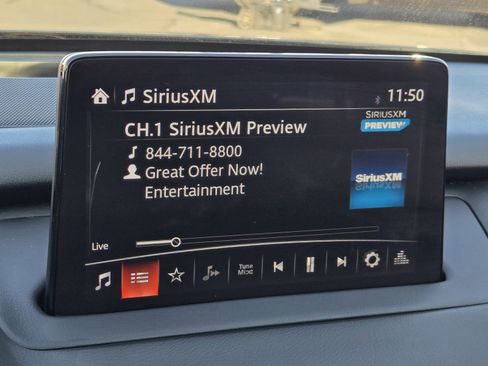 SiriusXM
11:50
CH.1 SiriusXM Preview
SIRIUSXM
PREVIEW
844-711-8800
Great Offer Now!
Entertainment
SiriusXM
Live
Tune
Mix